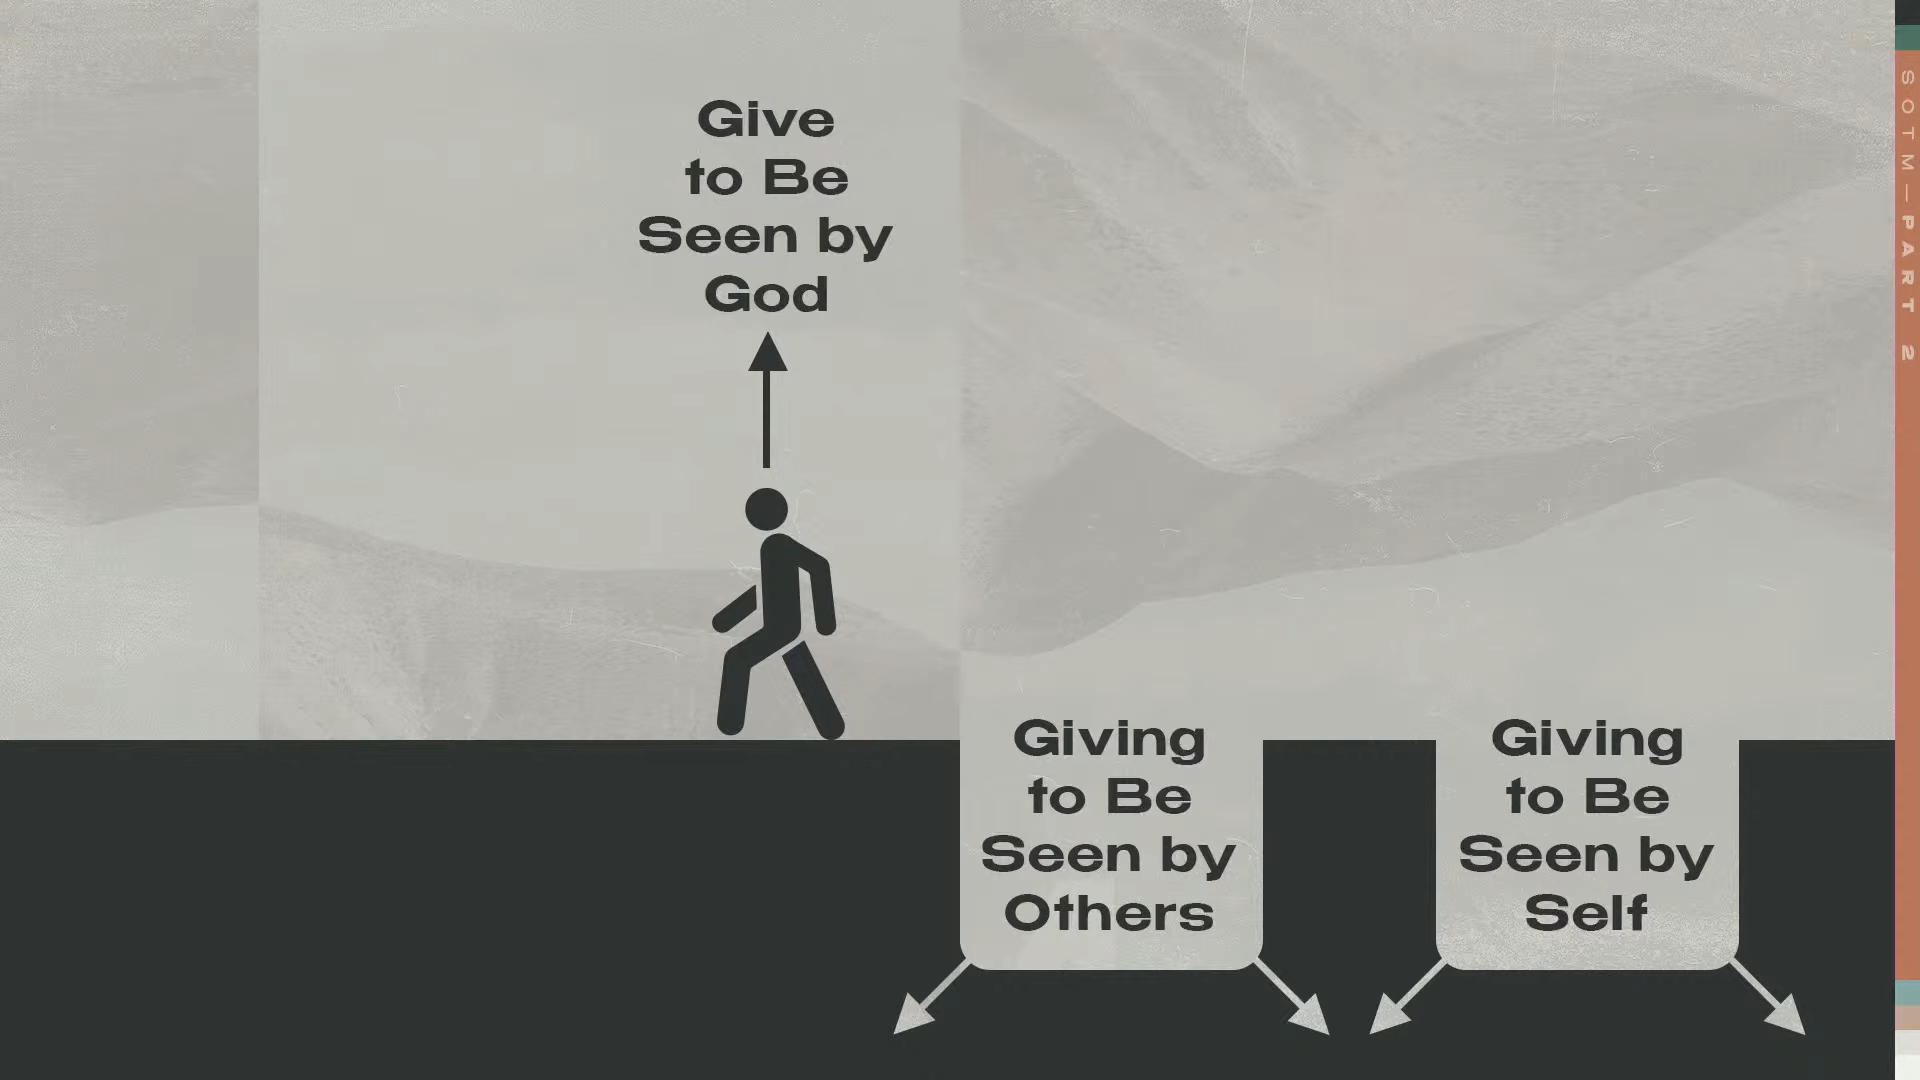 Give
to Be
Seen by
God
Giving
to Be
Seen by
Others
Giving
to Be
Seen by
Self
SOTM—PART 2